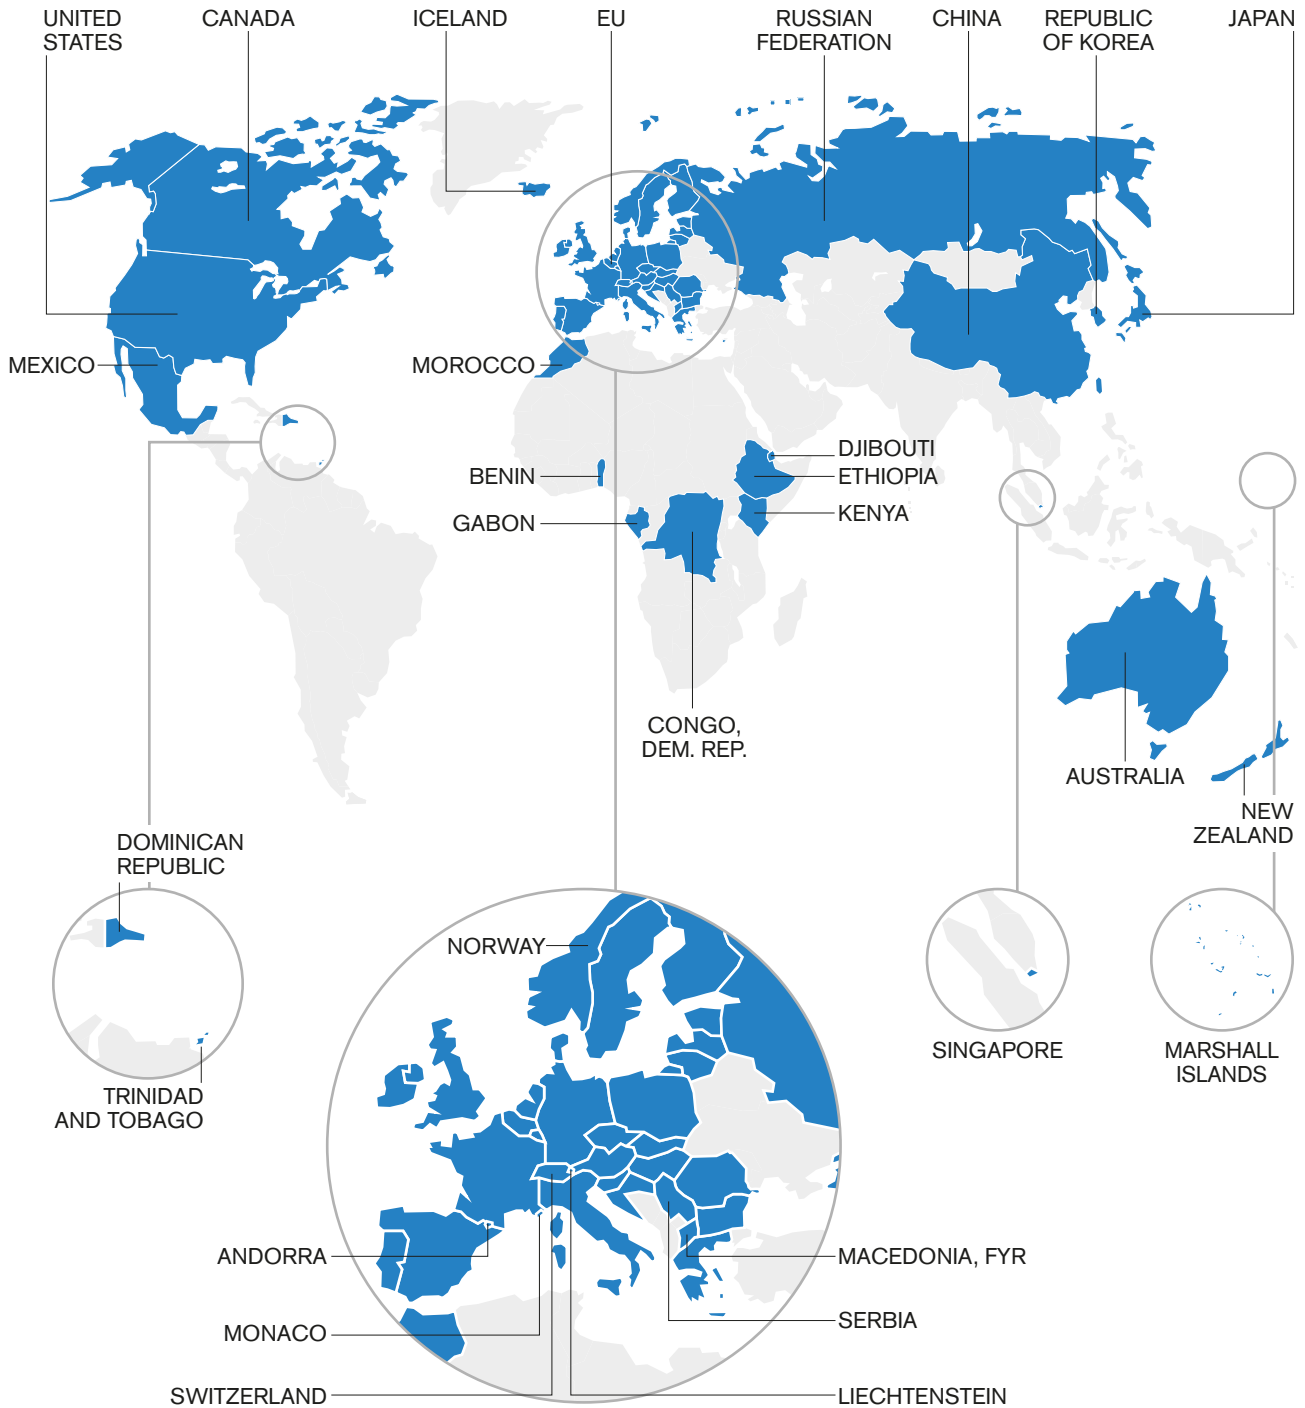 UNITED
STATES
CANADA
ICELAND
EU
RUSSIAN
FEDERATION
CHINA
REPUBLIC
OF KOREA
JAPAN
MEXICO
MOROCCO
DJIBOUTI
BENIN
ETHIOPIA
GABON
KENYA
CONGO,
DEM. REP.
AUSTRALIA
NEW
ZEALAND
DOMINICAN
REPUBLIC
NORWAY
SINGAPORE
MARSHALL
ISLANDS
TRINIDAD
AND TOBAGO
ANDORRA
MACEDONIA, FYR
SERBIA
MONACO
SWITZERLAND
LIECHTENSTEIN